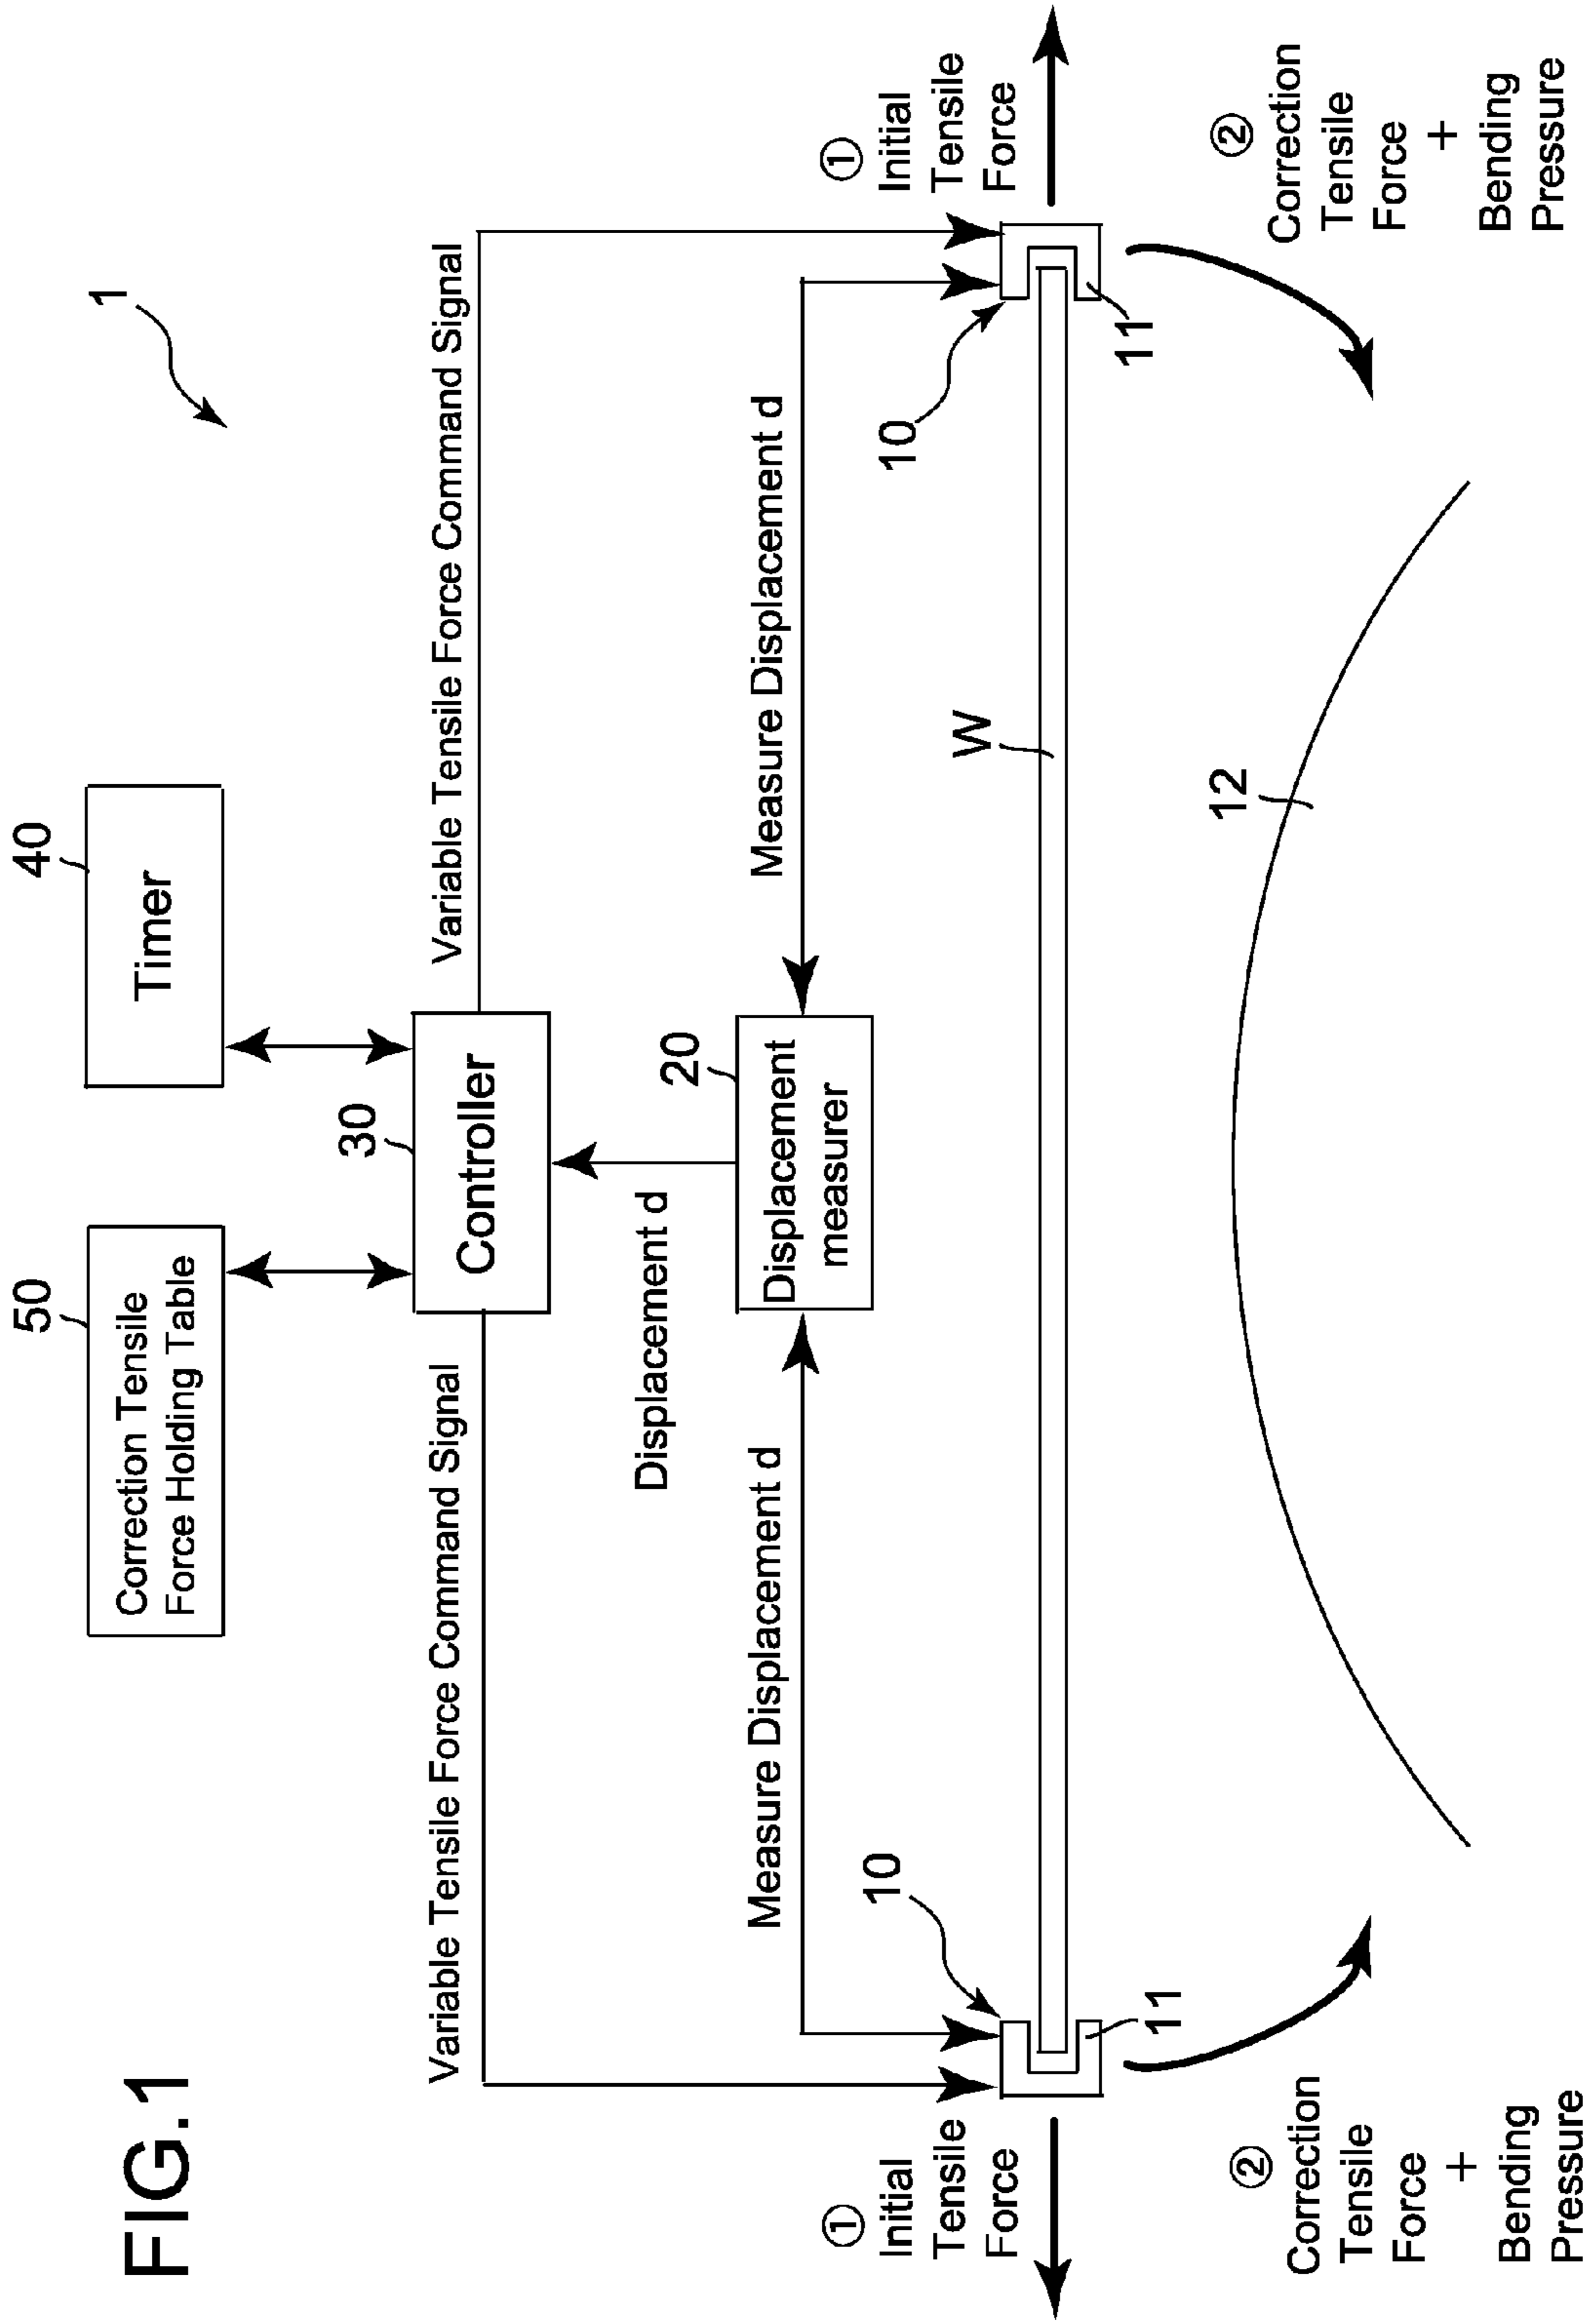 FIG.1
1
50
Correction Tensile
Force Holding Table
40
Timer
30
Controller
Variable Tensile Force Command Signal
Variable Tensile Force Command Signal
Displacement d
20
Displacement
measurer
Measure Displacement d
Measure Displacement d
①
Initial
Tensile
Force
10
11
W
10
11
①
Initial
Tensile
Force
12
②
Correction
Tensile
Force
+
Bending
Pressure
②
Correction
Tensile
Force
+
Bending
Pressure